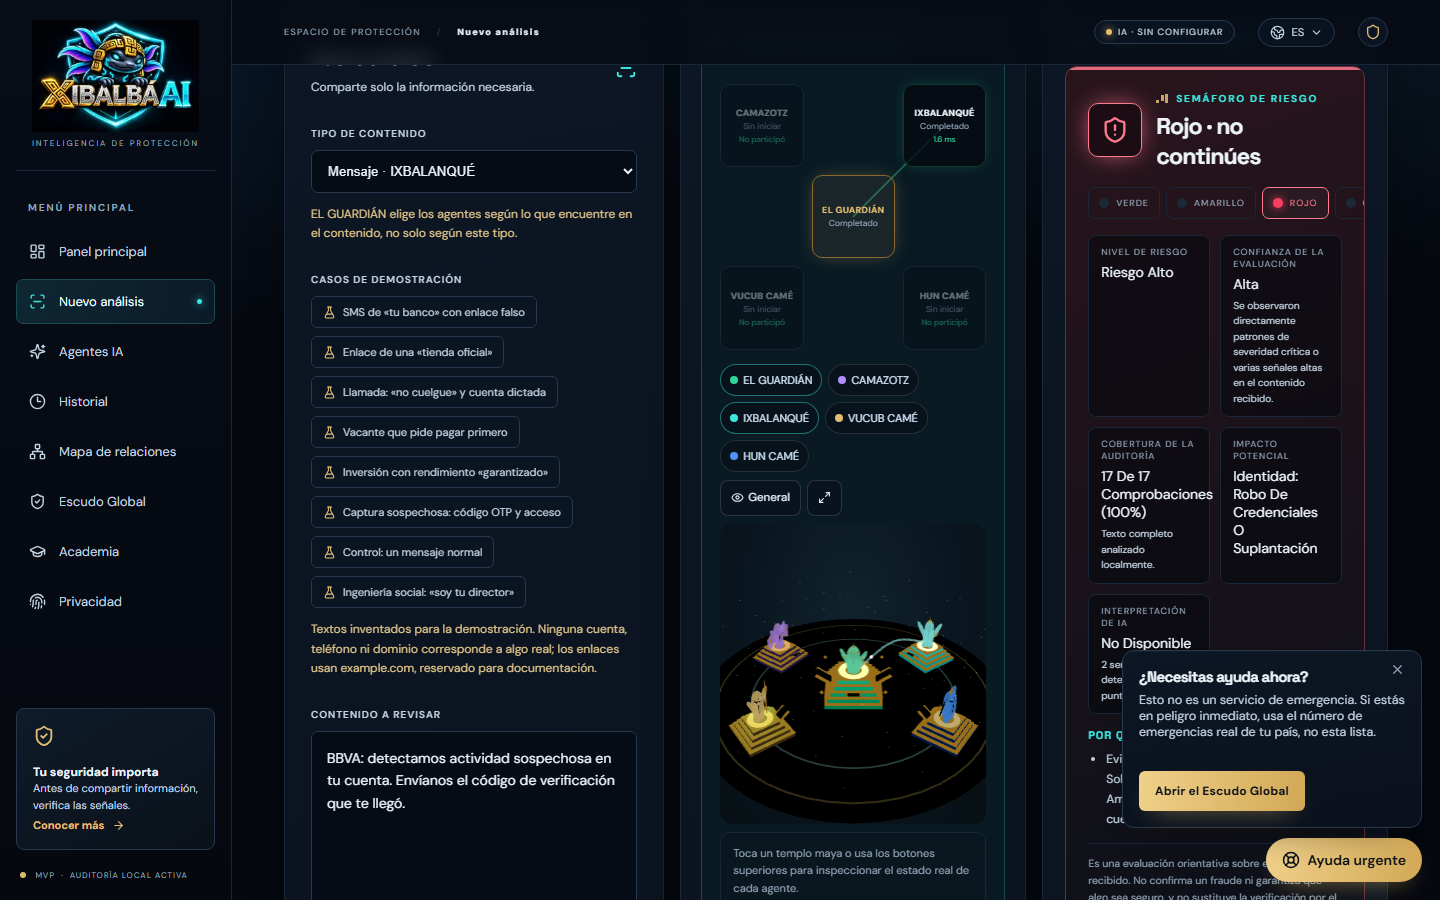 XIBALBÁ AI
INTELIGENCIA DE PROTECCIÓN
MENÚ PRINCIPAL
Panel principal
Nuevo análisis
Agentes IA
Historial
Mapa de relaciones
Escudo Global
Academia
Privacidad
Tu seguridad importa
Antes de compartir información,
verifica las señales.
Conocer más →
MVP · AUDITORÍA LOCAL ACTIVA
ESPACIO DE PROTECCIÓN / Nuevo análisis
IA · SIN CONFIGURAR
ES
Comparte solo la información necesaria.
TIPO DE CONTENIDO
Mensaje · IXBALANQUÉ
EL GUARDIÁN elige los agentes según lo que encuentre en
el contenido, no solo según este tipo.
CASOS DE DEMOSTRACIÓN
SMS de «tu banco» con enlace falso
Enlace de una «tienda oficial»
Llamada: «no cuelgue» y cuenta dictada
Vacante que pide pagar primero
Inversión con rendimiento «garantizado»
Captura sospechosa: código OTP y acceso
Control: un mensaje normal
Ingeniería social: «soy tu director»
Textos inventados para la demostración. Ninguna cuenta,
teléfono ni dominio corresponde a algo real; los enlaces
usan example.com, reservado para documentación.
CONTENIDO A REVISAR
BBVA: detectamos actividad sospechosa en
tu cuenta. Envíanos el código de verificación
que te llegó.
CAMAZOTZ
Sin iniciar
No participó
IXBALANQUÉ
Completado
1.6 ms
EL GUARDIÁN
Completado
VUCUB CAMÉ
Sin iniciar
No participó
HUN CAMÉ
Sin iniciar
No participó
EL GUARDIÁN
CAMAZOTZ
IXBALANQUÉ
VUCUB CAMÉ
HUN CAMÉ
General
Toca un templo maya o usa los botones
superiores para inspeccionar el estado real de
cada agente.
SEMÁFORO DE RIESGO
Rojo · no
continúes
VERDE
AMARILLO
ROJO
NIVEL DE RIESGO
Riesgo Alto
CONFIANZA DE LA
EVALUACIÓN
Alta
Se observaron
directamente
patrones de
severidad crítica o
varias señales altas
en el contenido
recibido.
COBERTURA DE LA
AUDITORÍA
17 De 17
Comprobaciones
(100%)
Texto completo
analizado
localmente.
IMPACTO
POTENCIAL
Identidad:
Robo De
Credenciales
O
Suplantación
INTERPRETACIÓN
DE IA
No Disponible
¿Necesitas ayuda ahora?
Esto no es un servicio de emergencia. Si estás
en peligro inmediato, usa el número de
emergencias real de tu país, no esta lista.
Abrir el Escudo Global
Es una evaluación orientativa sobre
recibido. No confirma un fraude ni
algo sea seguro, y no sustituye la verificación por el
Ayuda urgente